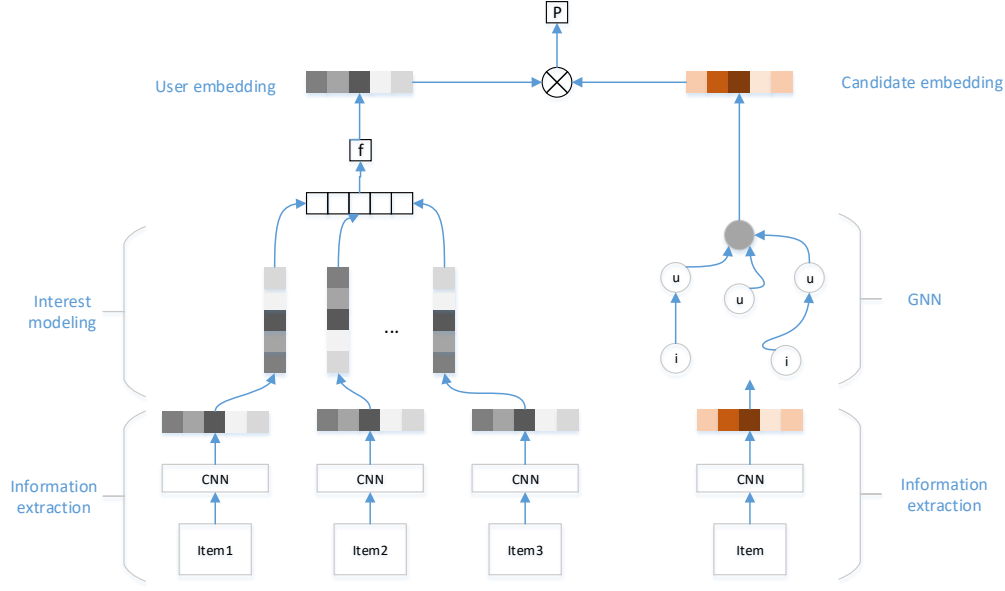 P
User embedding
Candidate embedding
f
Interest
modeling
...
u
u
u
i
i
GNN
Information
extraction
CNN
CNN
CNN
CNN
Information
extraction
Item1
Item2
Item3
Item